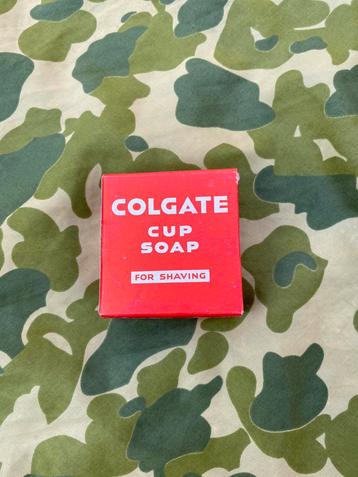 COLGATE
CUP
SOAP
FOR SHAVING